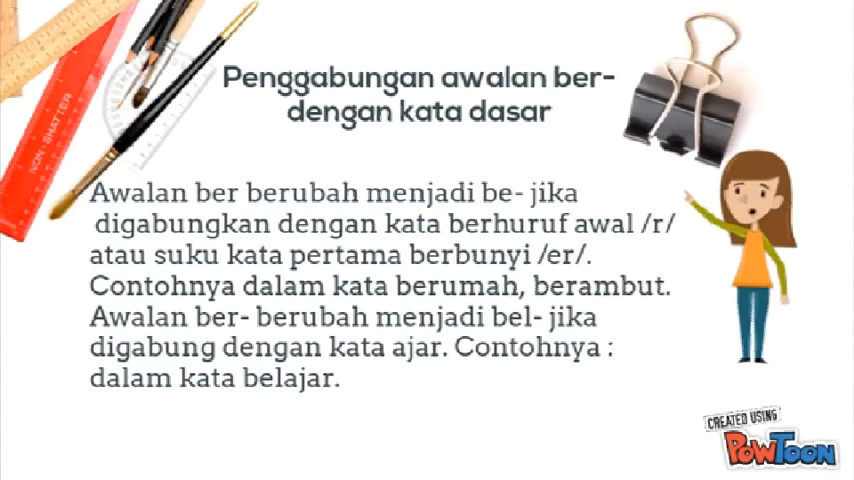 Penggabungan awalan ber-
dengan kata dasar
NON-SHATTER
Awalan ber berubah menjadi be- jika
digabungkan dengan kata berhuruf awal /r/
atau suku kata pertama berbunyi /er/.
Contohnya dalam kata berumah, berambut.
Awalan ber- berubah menjadi bel- jika
digabung dengan kata ajar. Contohnya :
dalam kata belajar.
CREATED USING
POWTOON